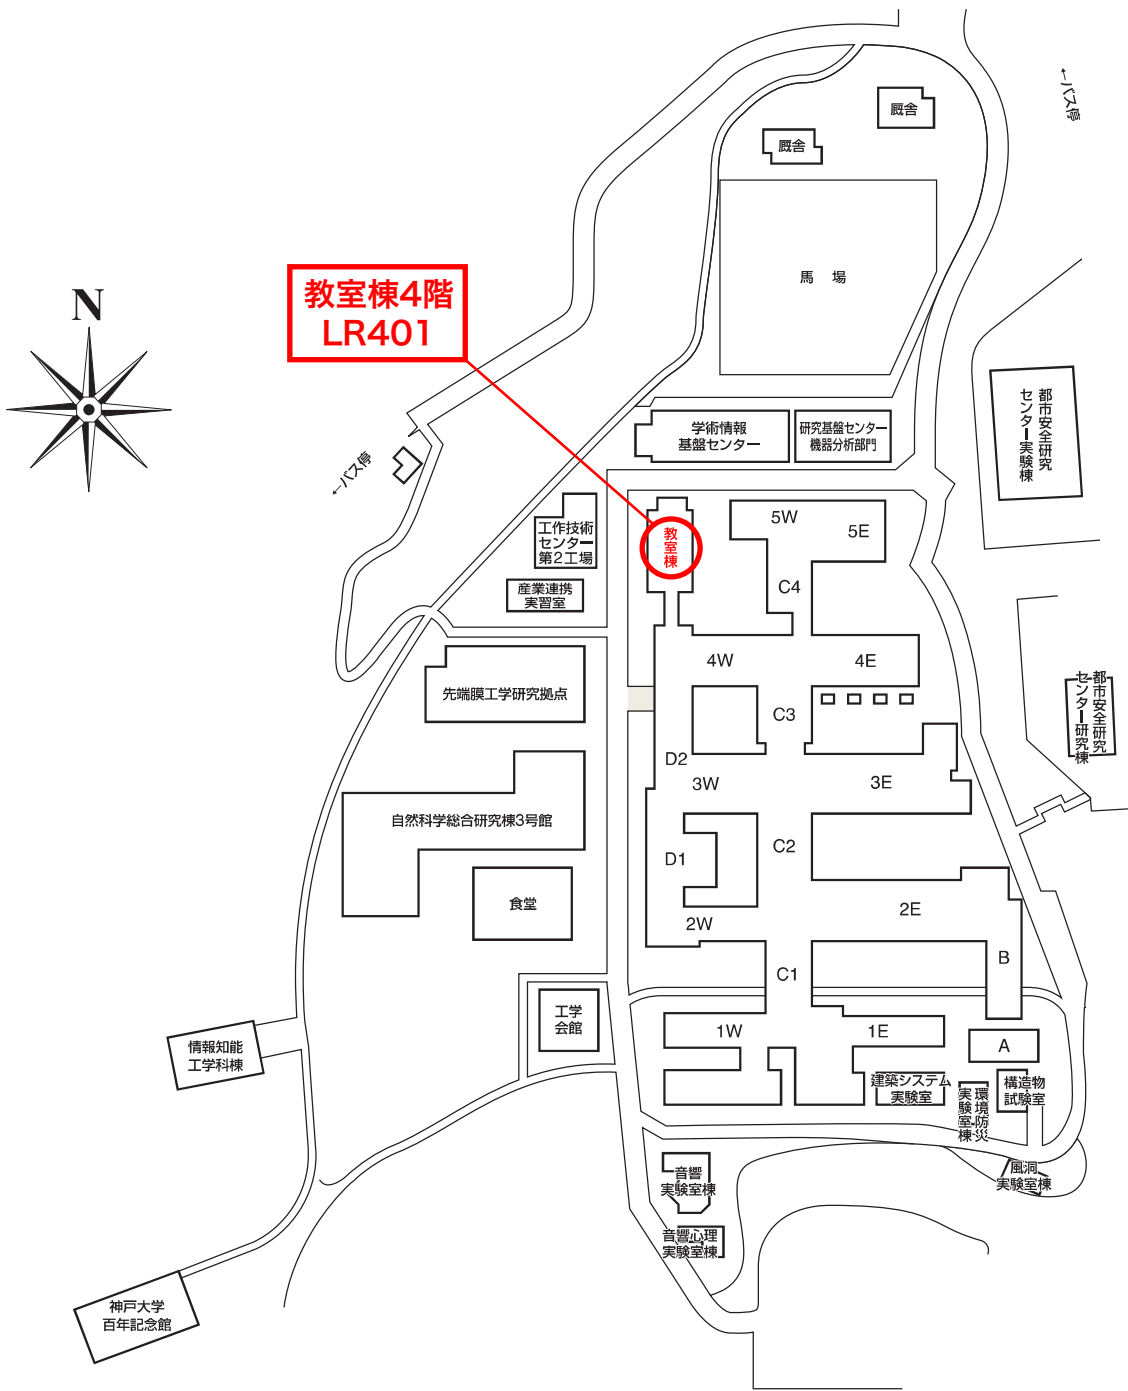 ←バス停
厩舎
厩舎
馬 場
N
教室棟4階
LR401
都市安全研究
センター実験棟
学術情報
基盤センター
研究基盤センター
機器分析部門
←バス停
工作技術
センター
第2工場
教室棟
5W
5E
産業連携
実習室
C4
4W
4E
先端膜工学研究拠点
都市安全研究
センター研究棟
C3
D2
3W
3E
自然科学総合研究棟3号館
C2
D1
食堂
2W
2E
B
C1
工学
会館
1W
1E
A
情報知能
工学科棟
建築システム
実験室
環境防災
実験室棟
構造物
試験室
音響
実験室棟
風洞
実験室棟
音響心理
実験室棟
神戸大学
百年記念館